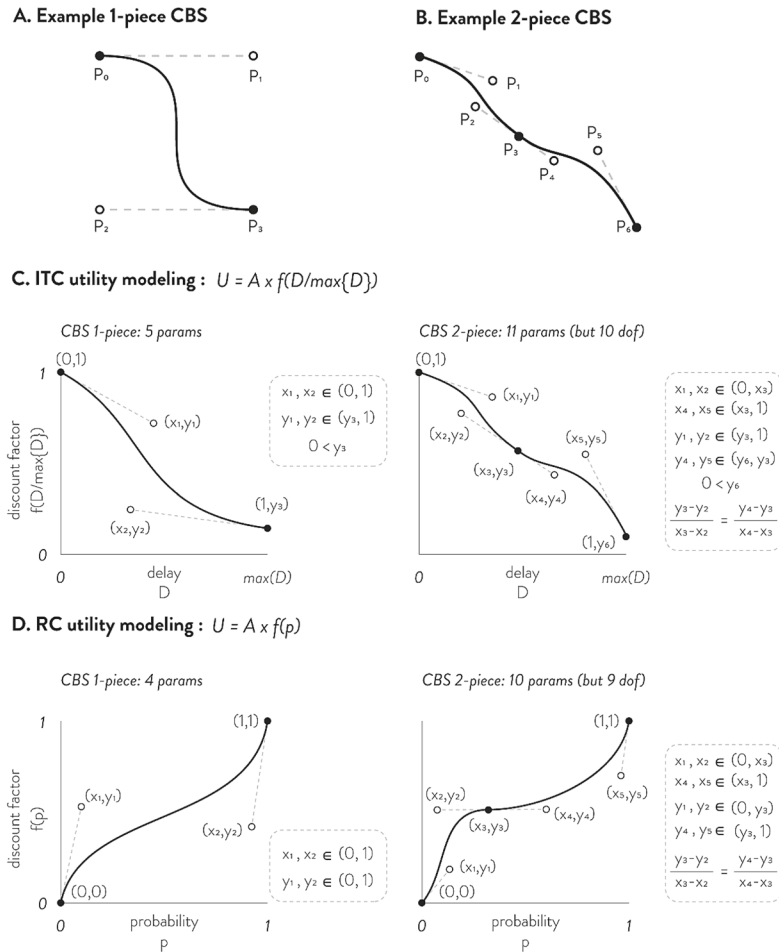 A. Example 1-piece CBS
P₀
P₁
P₂
P₃
B. Example 2-piece CBS
P₀
P₁
P₂
P₃
P₄
P₅
P₆
C. ITC utility modeling : U = A x f(D/max{D})
CBS 1-piece: 5 params
(0,1)
1
(x₁,y₁)
(x₂,y₂)
(1,y₃)
discount factor
f(D/max{D})
0
0
delay
D
max(D)
x₁ , x₂ ∈ (0, 1)
y₁ , y₂ ∈ (y₃, 1)
0 < y₃
CBS 2-piece: 11 params (but 10 dof)
(0,1)
(x₁,y₁)
(x₂,y₂)
(x₃,y₃)
(x₄,y₄)
(x₅,y₅)
(1,y₆)
0
delay
D
max(D)
x₁ , x₂ ∈ (0, x₃)
x₄ , x₅ ∈ (x₃, 1)
y₁ , y₂ ∈ (y₃, 1)
y₄ , y₅ ∈ (y₆, y₃)
0 < y₆
y₃-y₂ / x₃-x₂ = y₄-y₃ / x₄-x₃
D. RC utility modeling : U = A x f(p)
CBS 1-piece: 4 params
1
(1,1)
(x₁,y₁)
(x₂,y₂)
(0,0)
discount factor
f(p)
0
0
probability
p
1
x₁ , x₂ ∈ (0, 1)
y₁ , y₂ ∈ (0, 1)
CBS 2-piece: 10 params (but 9 dof)
(1,1)
(x₂,y₂)
(x₃,y₃)
(x₄,y₄)
(x₅,y₅)
(x₁,y₁)
(0,0)
0
probability
p
1
x₁ , x₂ ∈ (0, x₃)
x₄ , x₅ ∈ (x₃, 1)
y₁ , y₂ ∈ (0, y₃)
y₄ , y₅ ∈ (y₃, 1)
y₃-y₂ / x₃-x₂ = y₄-y₃ / x₄-x₃